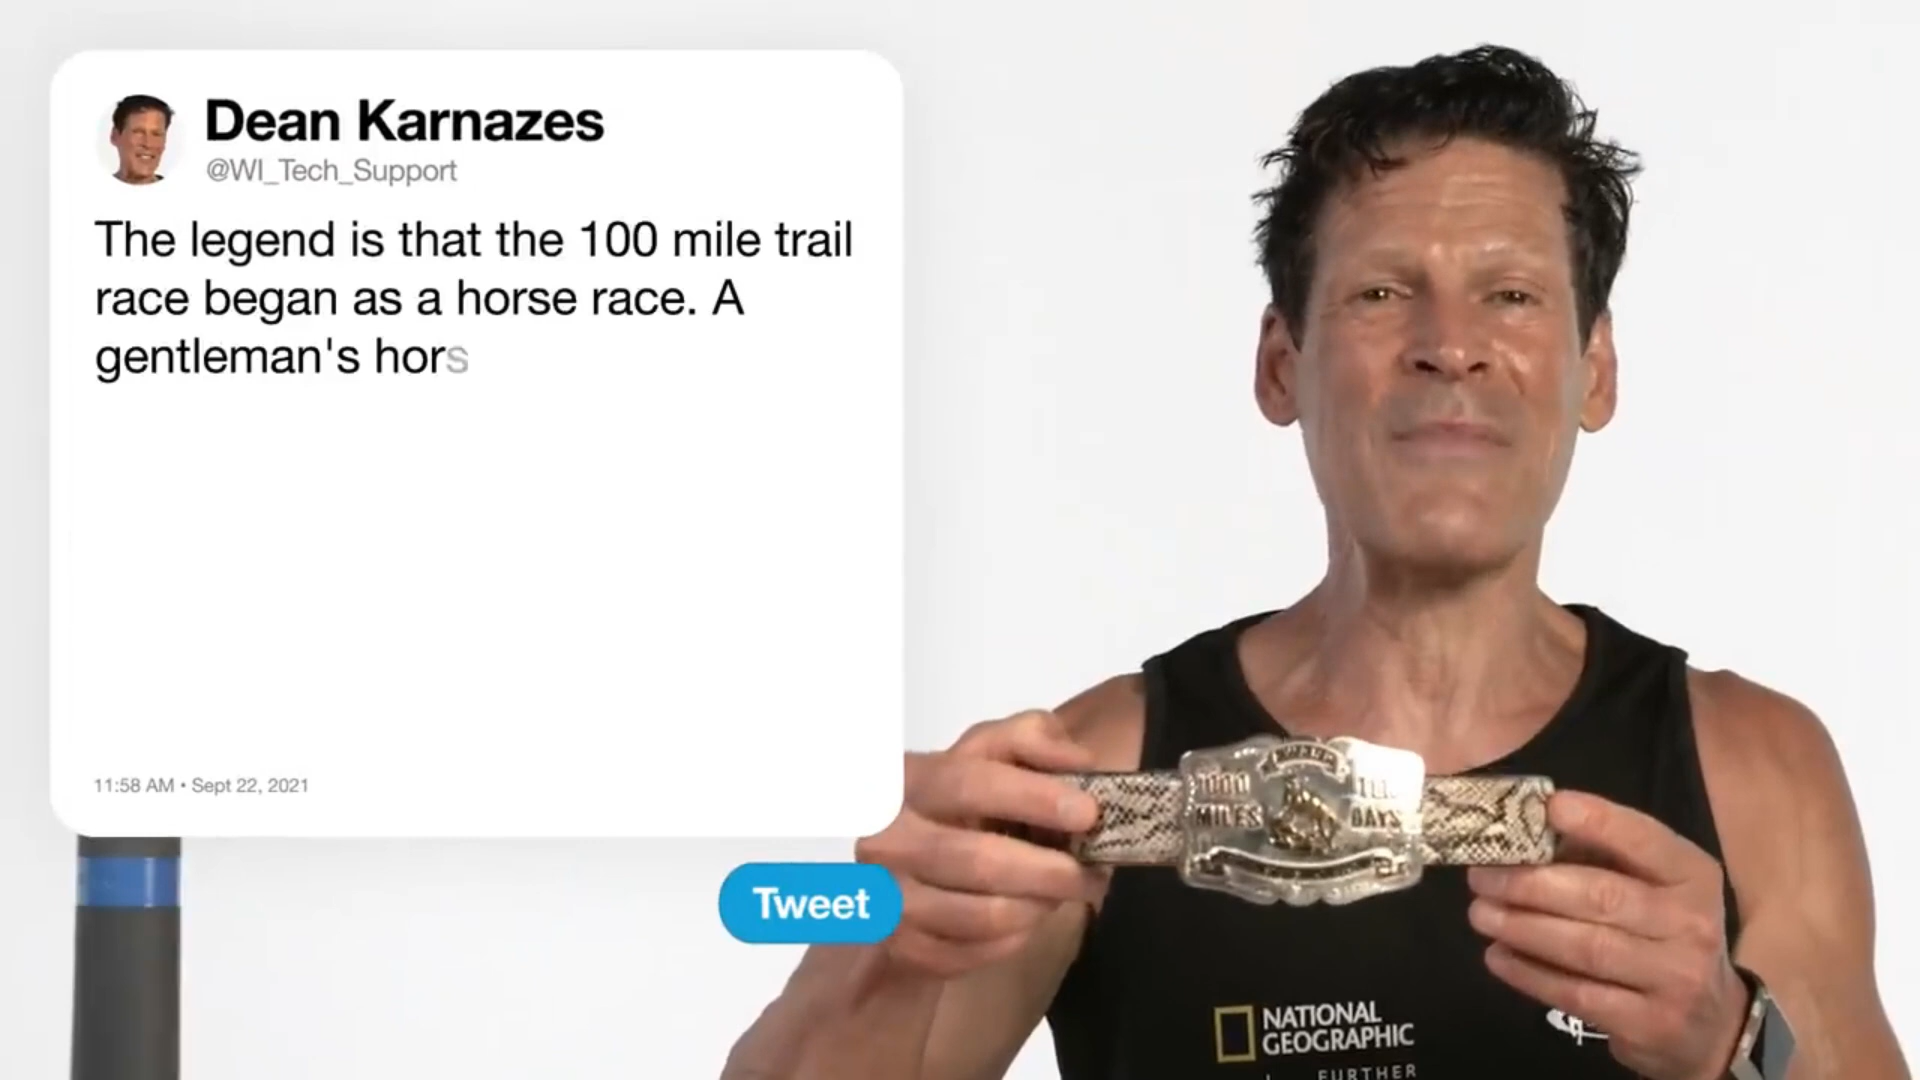 Dean Karnazes
@WI_Tech_Support
The legend is that the 100 mile trail
race began as a horse race. A
gentleman's hors
11:58 AM • Sept 22, 2021
Tweet
1000
MILES
DAYS
NATIONAL
GEOGRAPHIC
FURTHER